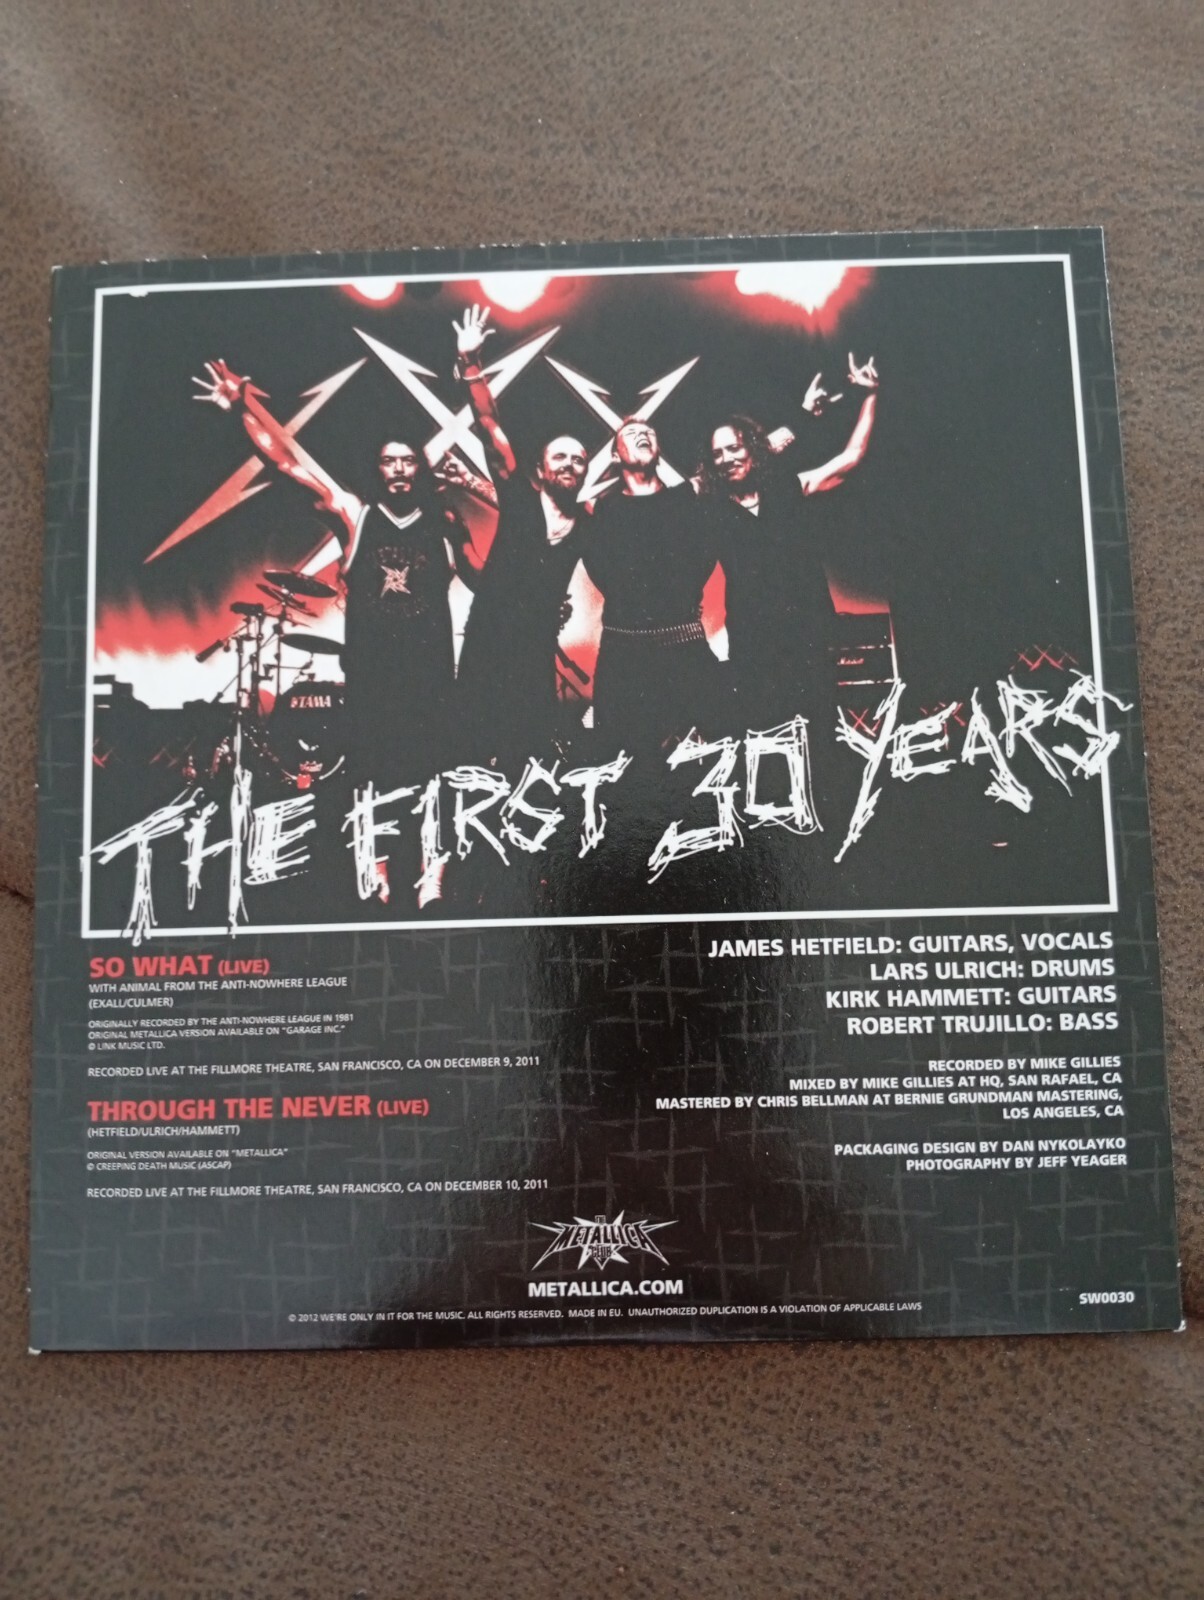 TAMA
THE FIRST 30 YEARS
SO WHAT (LIVE)
WITH ANIMAL FROM THE ANTI-NOWHERE LEAGUE
(EXALL/CULMER)
ORIGINALLY RECORDED BY THE ANTI-NOWHERE LEAGUE IN 1981
ORIGINAL METALLICA VERSION AVAILABLE ON "GARAGE INC."
© LINK MUSIC LTD.
RECORDED LIVE AT THE FILLMORE THEATRE, SAN FRANCISCO, CA ON DECEMBER 9, 2011
THROUGH THE NEVER (LIVE)
(HETFIELD/ULRICH/HAMMETT)
ORIGINAL VERSION AVAILABLE ON "METALLICA"
© CREEPING DEATH MUSIC (ASCAP)
RECORDED LIVE AT THE FILLMORE THEATRE, SAN FRANCISCO, CA ON DECEMBER 10, 2011
JAMES HETFIELD: GUITARS, VOCALS
LARS ULRICH: DRUMS
KIRK HAMMETT: GUITARS
ROBERT TRUJILLO: BASS
RECORDED BY MIKE GILLIES
MIXED BY MIKE GILLIES AT HQ, SAN RAFAEL, CA
MASTERED BY CHRIS BELLMAN AT BERNIE GRUNDMAN MASTERING,
LOS ANGELES, CA
PACKAGING DESIGN BY DAN NYKOLAYKO
PHOTOGRAPHY BY JEFF YEAGER
THE
METALLICA
CLUB
METALLICA.COM
© 2012 WE'RE ONLY IN IT FOR THE MUSIC. ALL RIGHTS RESERVED. MADE IN EU. UNAUTHORIZED DUPLICATION IS A VIOLATION OF APPLICABLE LAWS
SW0030